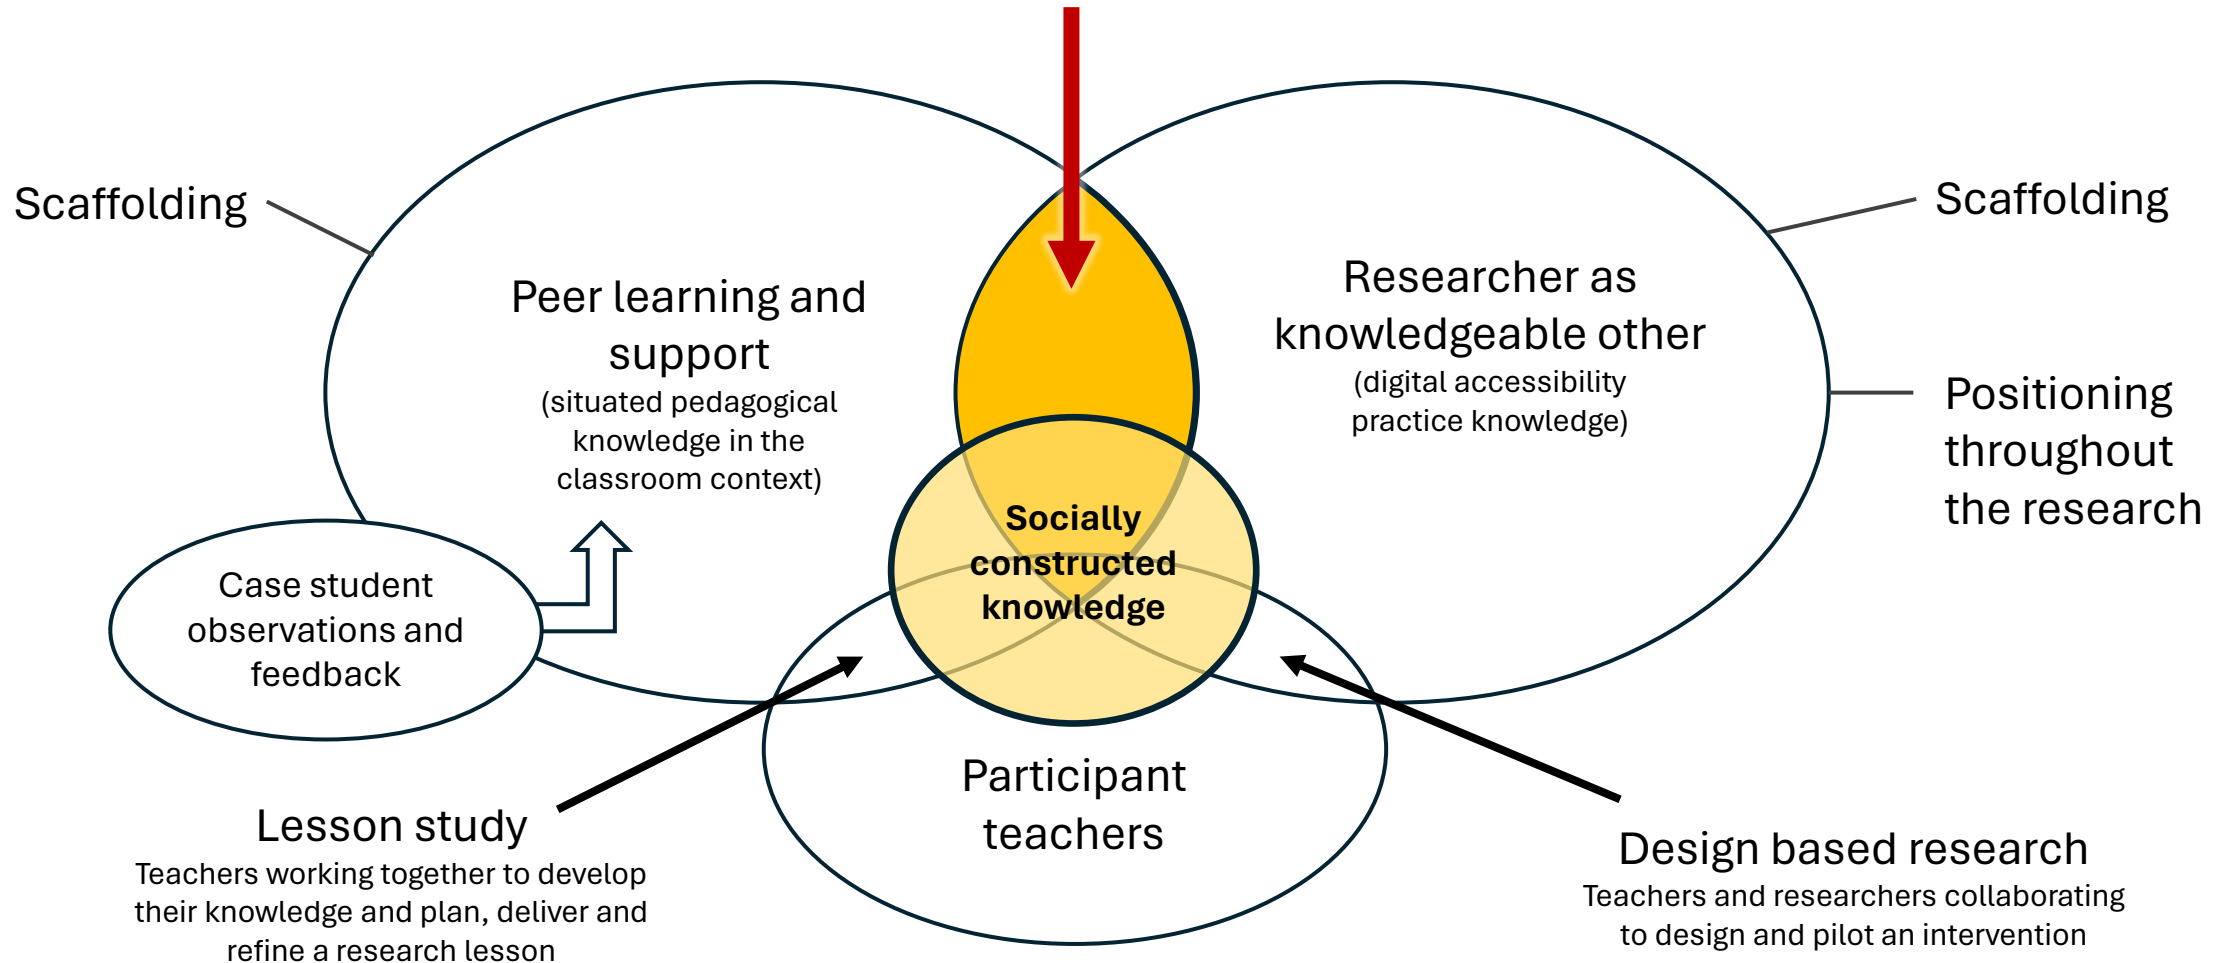 Scaffolding
Peer learning and
support
(situated pedagogical
knowledge in the
classroom context)
Researcher as
knowledgeable other
(digital accessibility
practice knowledge)
Scaffolding
Positioning
throughout
the research
Case student
observations and
feedback
Socially
constructed
knowledge
Participant
teachers
Lesson study
Teachers working together to develop
their knowledge and plan, deliver and
refine a research lesson
Design based research
Teachers and researchers collaborating
to design and pilot an intervention